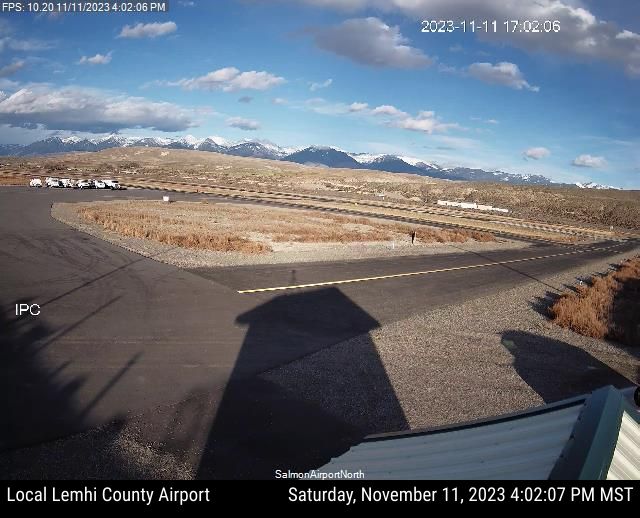 FPS: 10.20 11/11/2023 4:02:06 PM
2023-11-11 17:02:06
IPC
SalmonAirportNorth
Local Lemhi County Airport
Saturday, November 11, 2023 4:02:07 PM MST